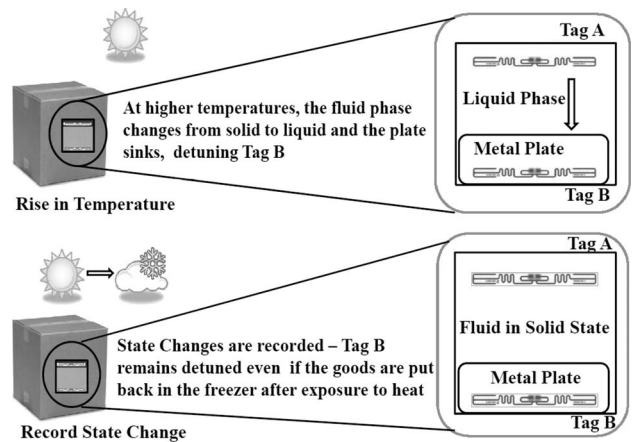 Tag A
At higher temperatures, the fluid phase
changes from solid to liquid and the plate
sinks, detuning Tag B
Liquid Phase
Metal Plate
Tag B
Rise in Temperature
Tag A
State Changes are recorded – Tag B
remains detuned even if the goods are put
back in the freezer after exposure to heat
Fluid in Solid State
Metal Plate
Tag B
Record State Change